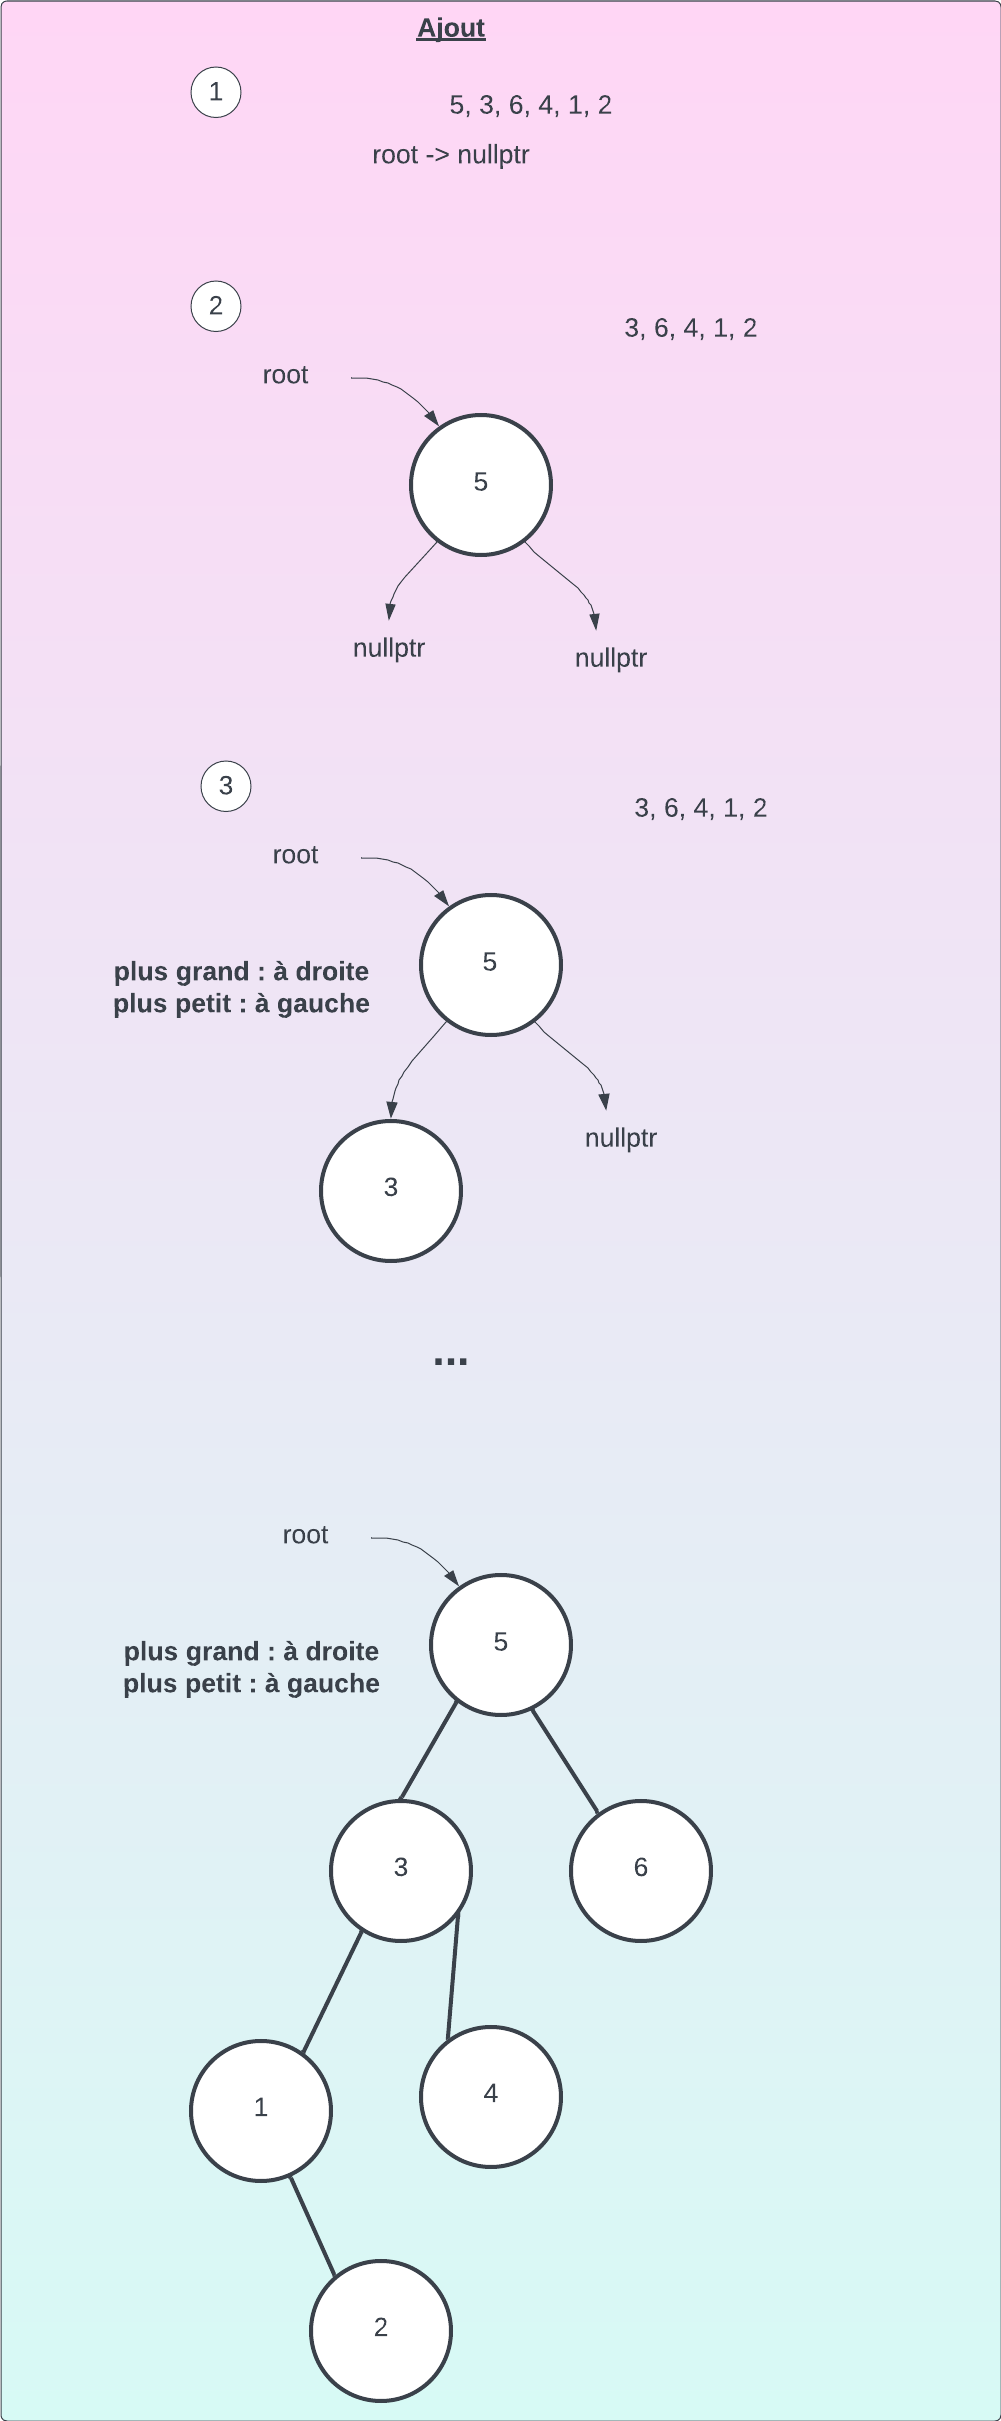 Ajout
1
5, 3, 6, 4, 1, 2
root -> nullptr
2
3, 6, 4, 1, 2
root
5
nullptr
nullptr
3
3, 6, 4, 1, 2
root
5
plus grand : à droite
plus petit : à gauche
nullptr
3
...
root
5
plus grand : à droite
plus petit : à gauche
3
6
1
4
2